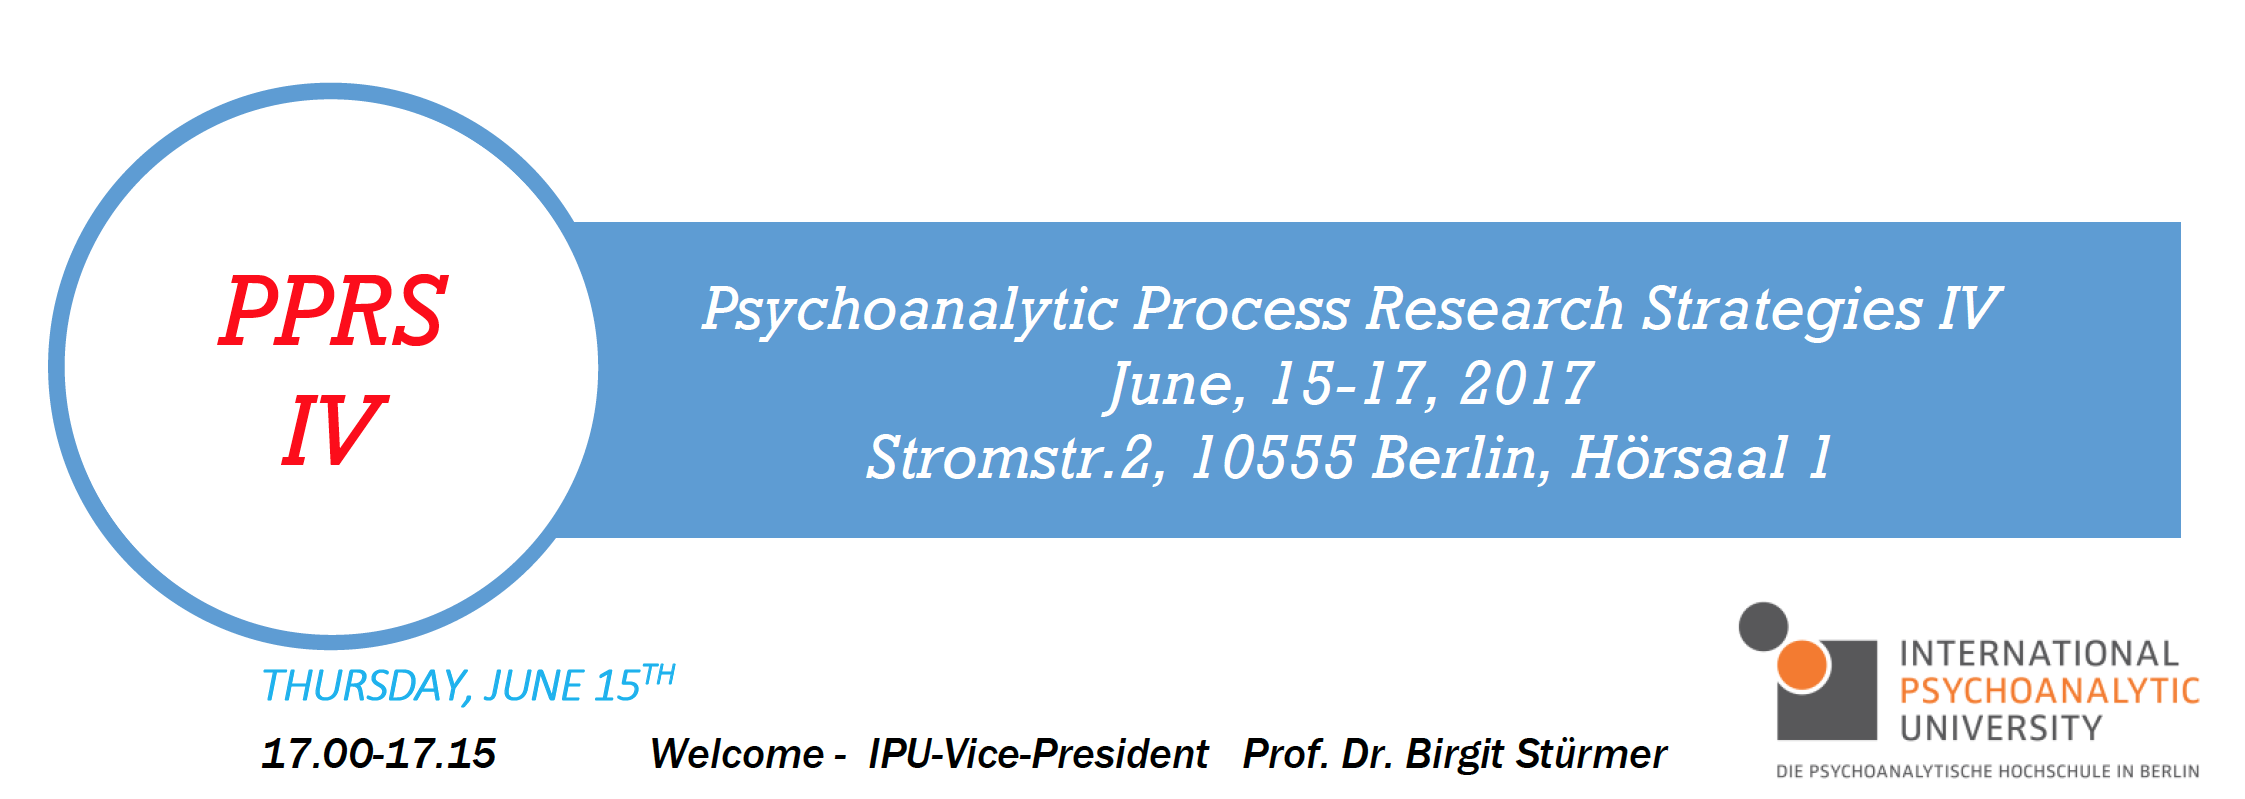 PPRS
IV
Psychoanalytic Process Research Strategies IV
June, 15-17, 2017
Stromstr.2, 10555 Berlin, Hörsaal 1
THURSDAY, JUNE 15TH
17.00-17.15 Welcome - IPU-Vice-President Prof. Dr. Birgit Stürmer
INTERNATIONAL
PSYCHOANALYTIC
UNIVERSITY
DIE PSYCHOANALYTISCHE HOCHSCHULE IN BERLIN